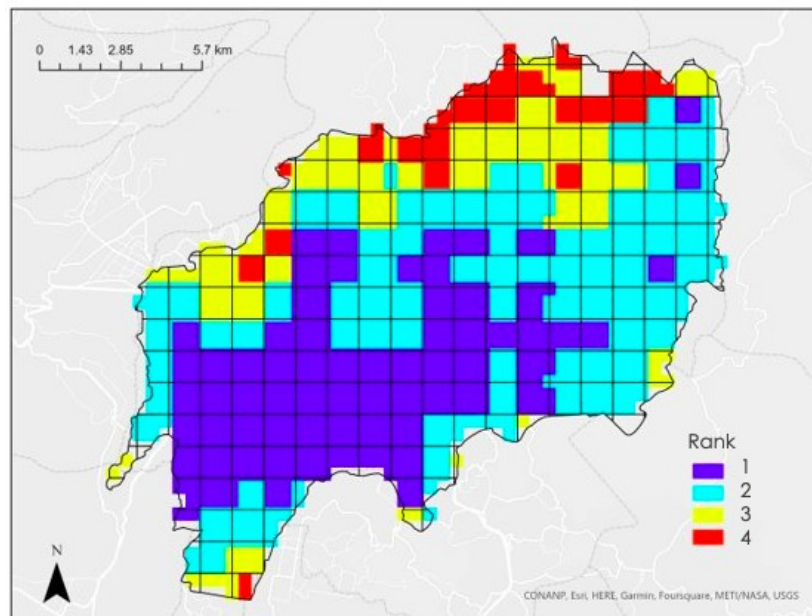 0 1.43 2.85 5.7 km
Rank
1
2
3
4
N
CONANP, Esri, HERE, Garmin, Foursquare, METI/NASA, USGS